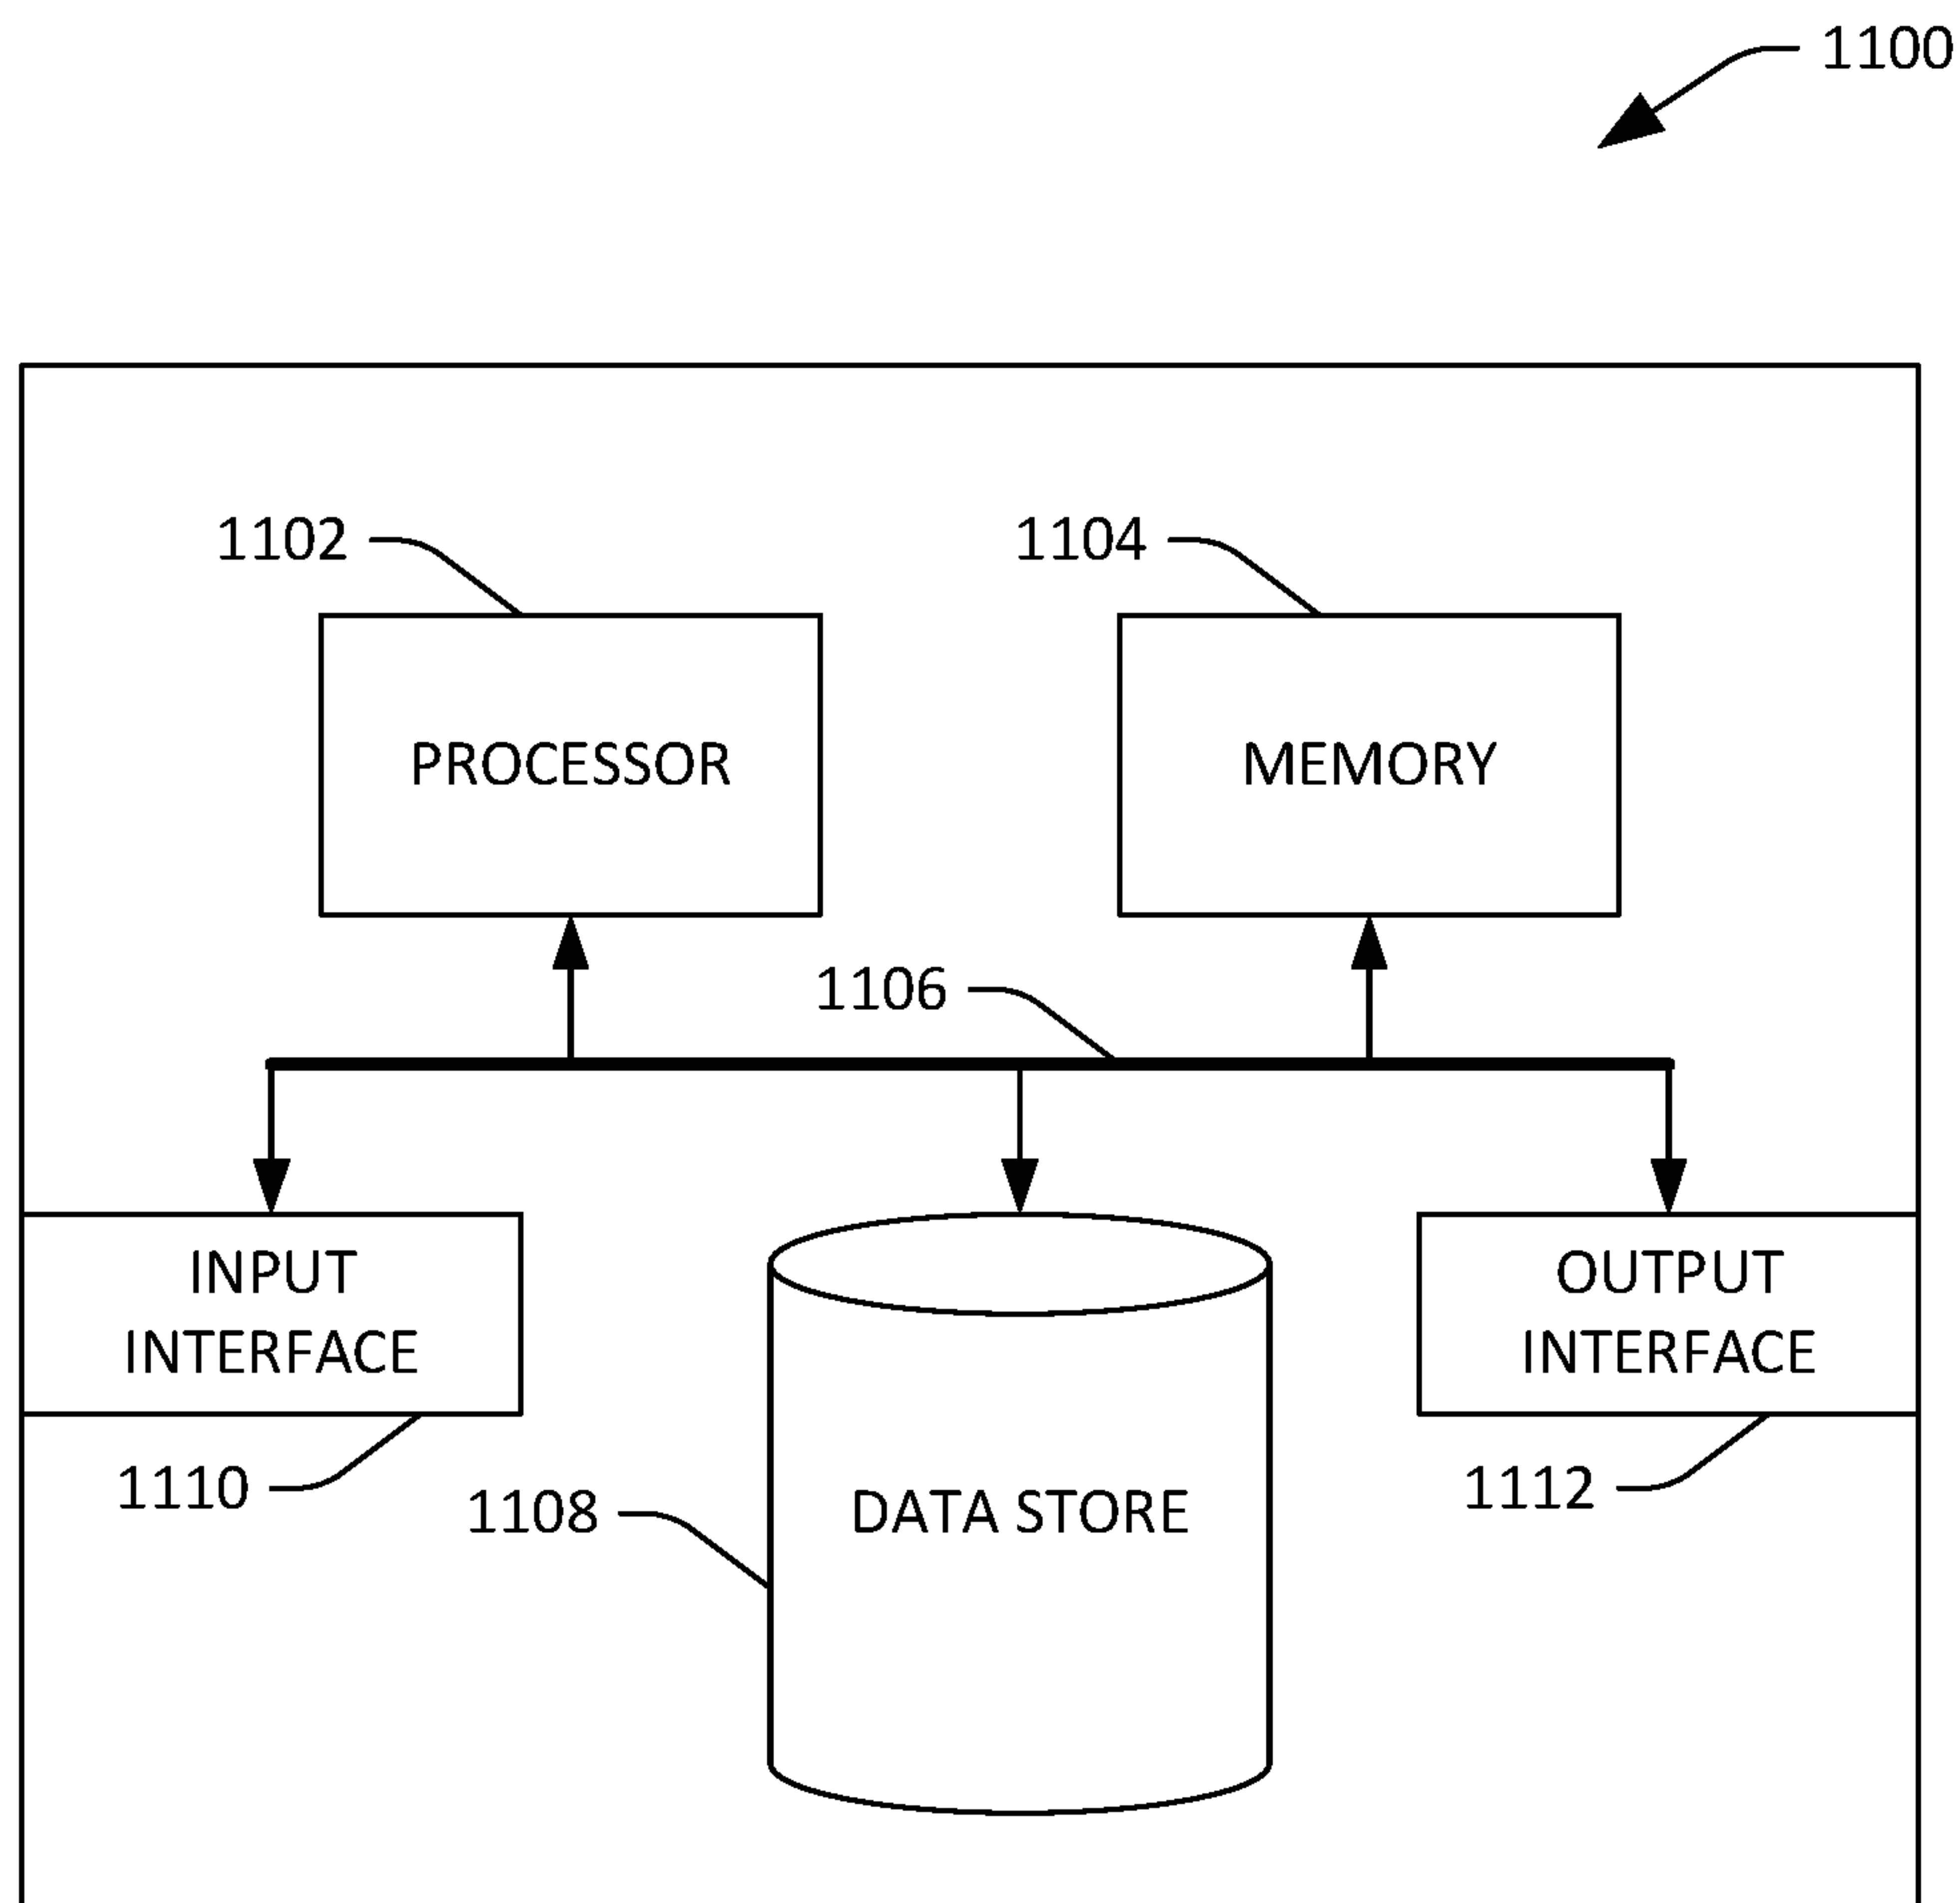 1100
1102
1104
PROCESSOR
MEMORY
1106
INPUT
INTERFACE
OUTPUT
INTERFACE
1110
1108
DATA STORE
1112